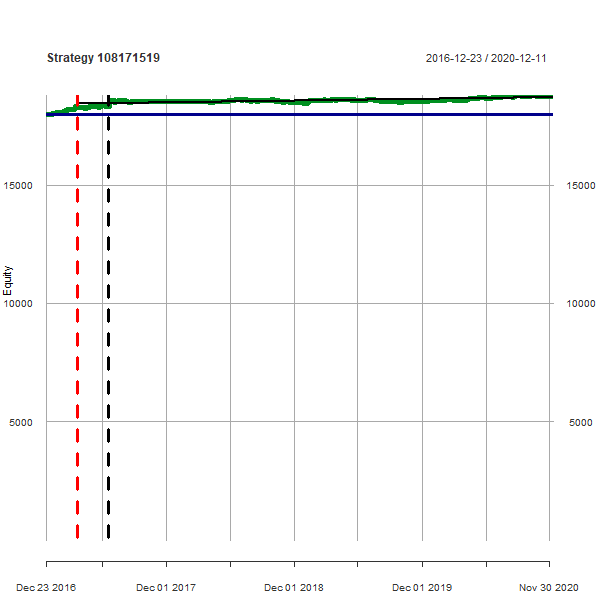 Strategy 108171519
2016-12-23 / 2020-12-11
15000
15000
Equity
10000
10000
5000
5000
Dec 23 2016
Dec 01 2017
Dec 01 2018
Dec 01 2019
Nov 30 2020